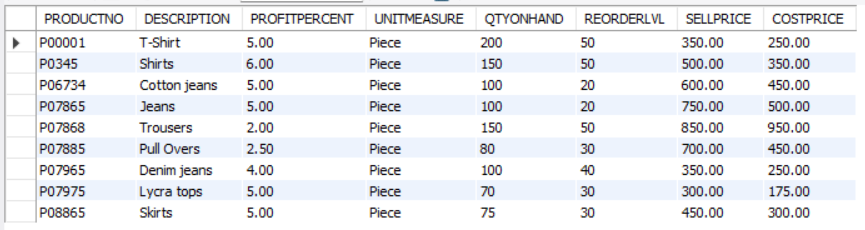 PRODUCTNO DESCRIPTION PROFITPERCENT UNITMEASURE QTYONHAND REORDERLVL SELLPRICE COSTPRICE
P00001 T-Shirt 5.00 Piece 200 50 350.00 250.00
P0345 Shirts 6.00 Piece 150 50 500.00 350.00
P06734 Cotton jeans 5.00 Piece 100 20 600.00 450.00
P07865 Jeans 5.00 Piece 100 20 750.00 500.00
P07868 Trousers 2.00 Piece 150 50 850.00 950.00
P07885 Pull Overs 2.50 Piece 80 30 700.00 450.00
P07965 Denim jeans 4.00 Piece 100 40 350.00 250.00
P07975 Lycra tops 5.00 Piece 70 30 300.00 175.00
P08865 Skirts 5.00 Piece 75 30 450.00 300.00